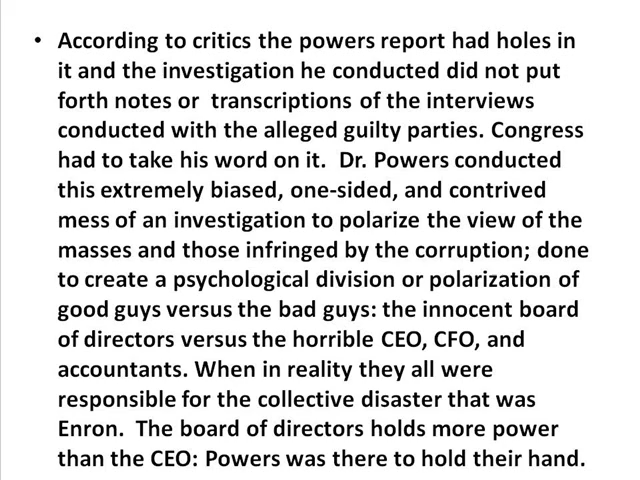 • According to critics the powers report had holes in
it and the investigation he conducted did not put
forth notes or  transcriptions of the interviews
conducted with the alleged guilty parties. Congress
had to take his word on it.  Dr. Powers conducted
this extremely biased, one-sided, and contrived
mess of an investigation to polarize the view of the
masses and those infringed by the corruption; done
to create a psychological division or polarization of
good guys versus the bad guys: the innocent board
of directors versus the horrible CEO, CFO, and
accountants. When in reality they all were
responsible for the collective disaster that was
Enron.  The board of directors holds more power
than the CEO: Powers was there to hold their hand.